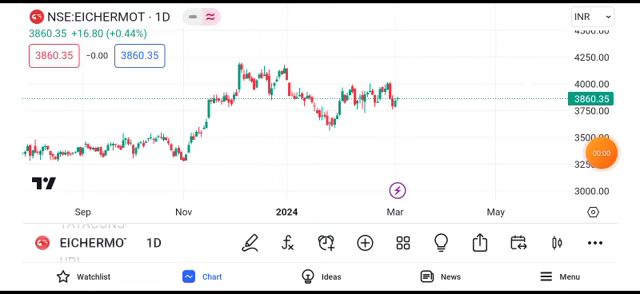 NSE:EICHERMOT · 1D
INR
3860.35 +16.80 (+0.44%)
3860.35 −0.00 3860.35
4500.00
4250.00
4000.00
3860.35
3750.00
3500.00
00:00
3000.00
Sep Nov 2024 Mar May
EICHERMOT 1D
Watchlist Chart Ideas News Menu